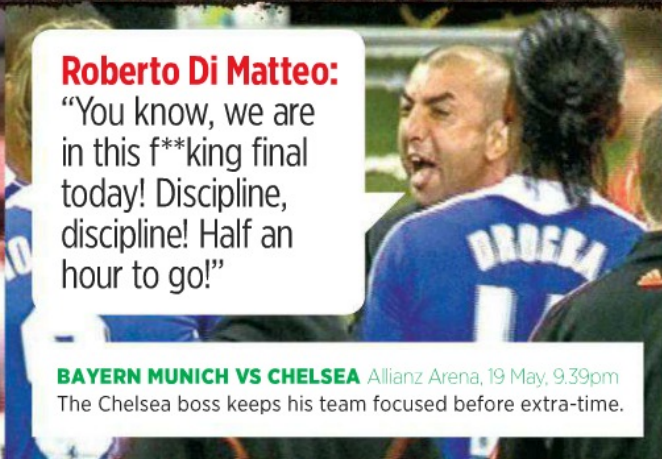 Roberto Di Matteo:
“You know, we are
in this f**king final
today! Discipline,
discipline! Half an
hour to go!”
DROGBA
BAYERN MUNICH VS CHELSEA Allianz Arena, 19 May, 9.39pm
The Chelsea boss keeps his team focused before extra-time.